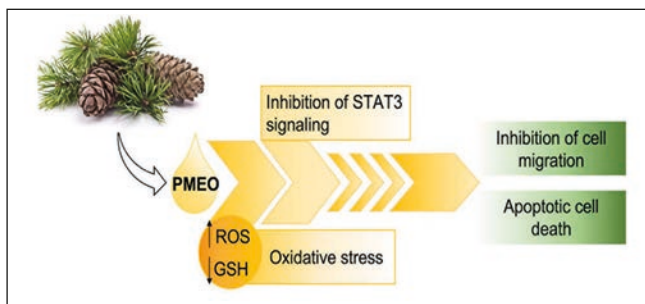 Inhibition of STAT3
signaling
PMEO
ROS
GSH
Oxidative stress
Inhibition of cell
migration
Apoptotic cell
death